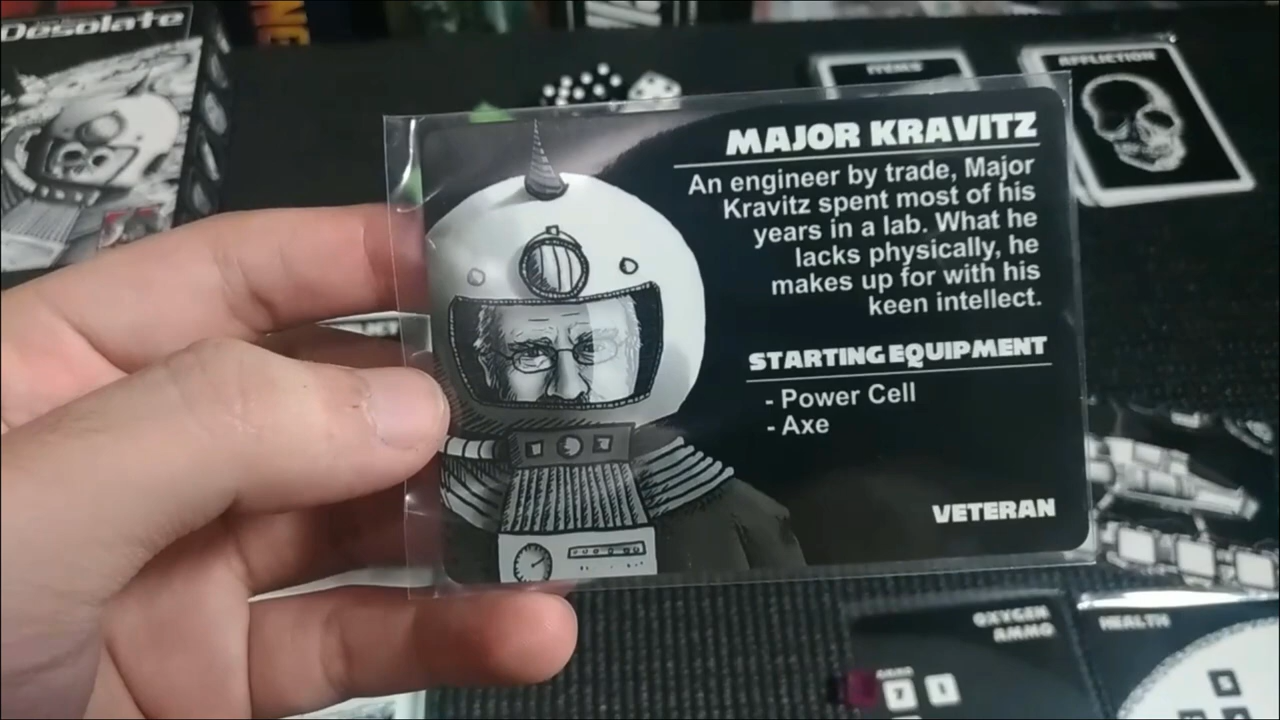 Desolate
ITEMS
AFFLICTION
MAJOR KRAVITZ
An engineer by trade, Major
Kravitz spent most of his
years in a lab. What he
lacks physically, he
makes up for with his
keen intellect.
STARTING EQUIPMENT
- Power Cell
- Axe
VETERAN
OXYGEN
AMMO
HEALTH
7 1